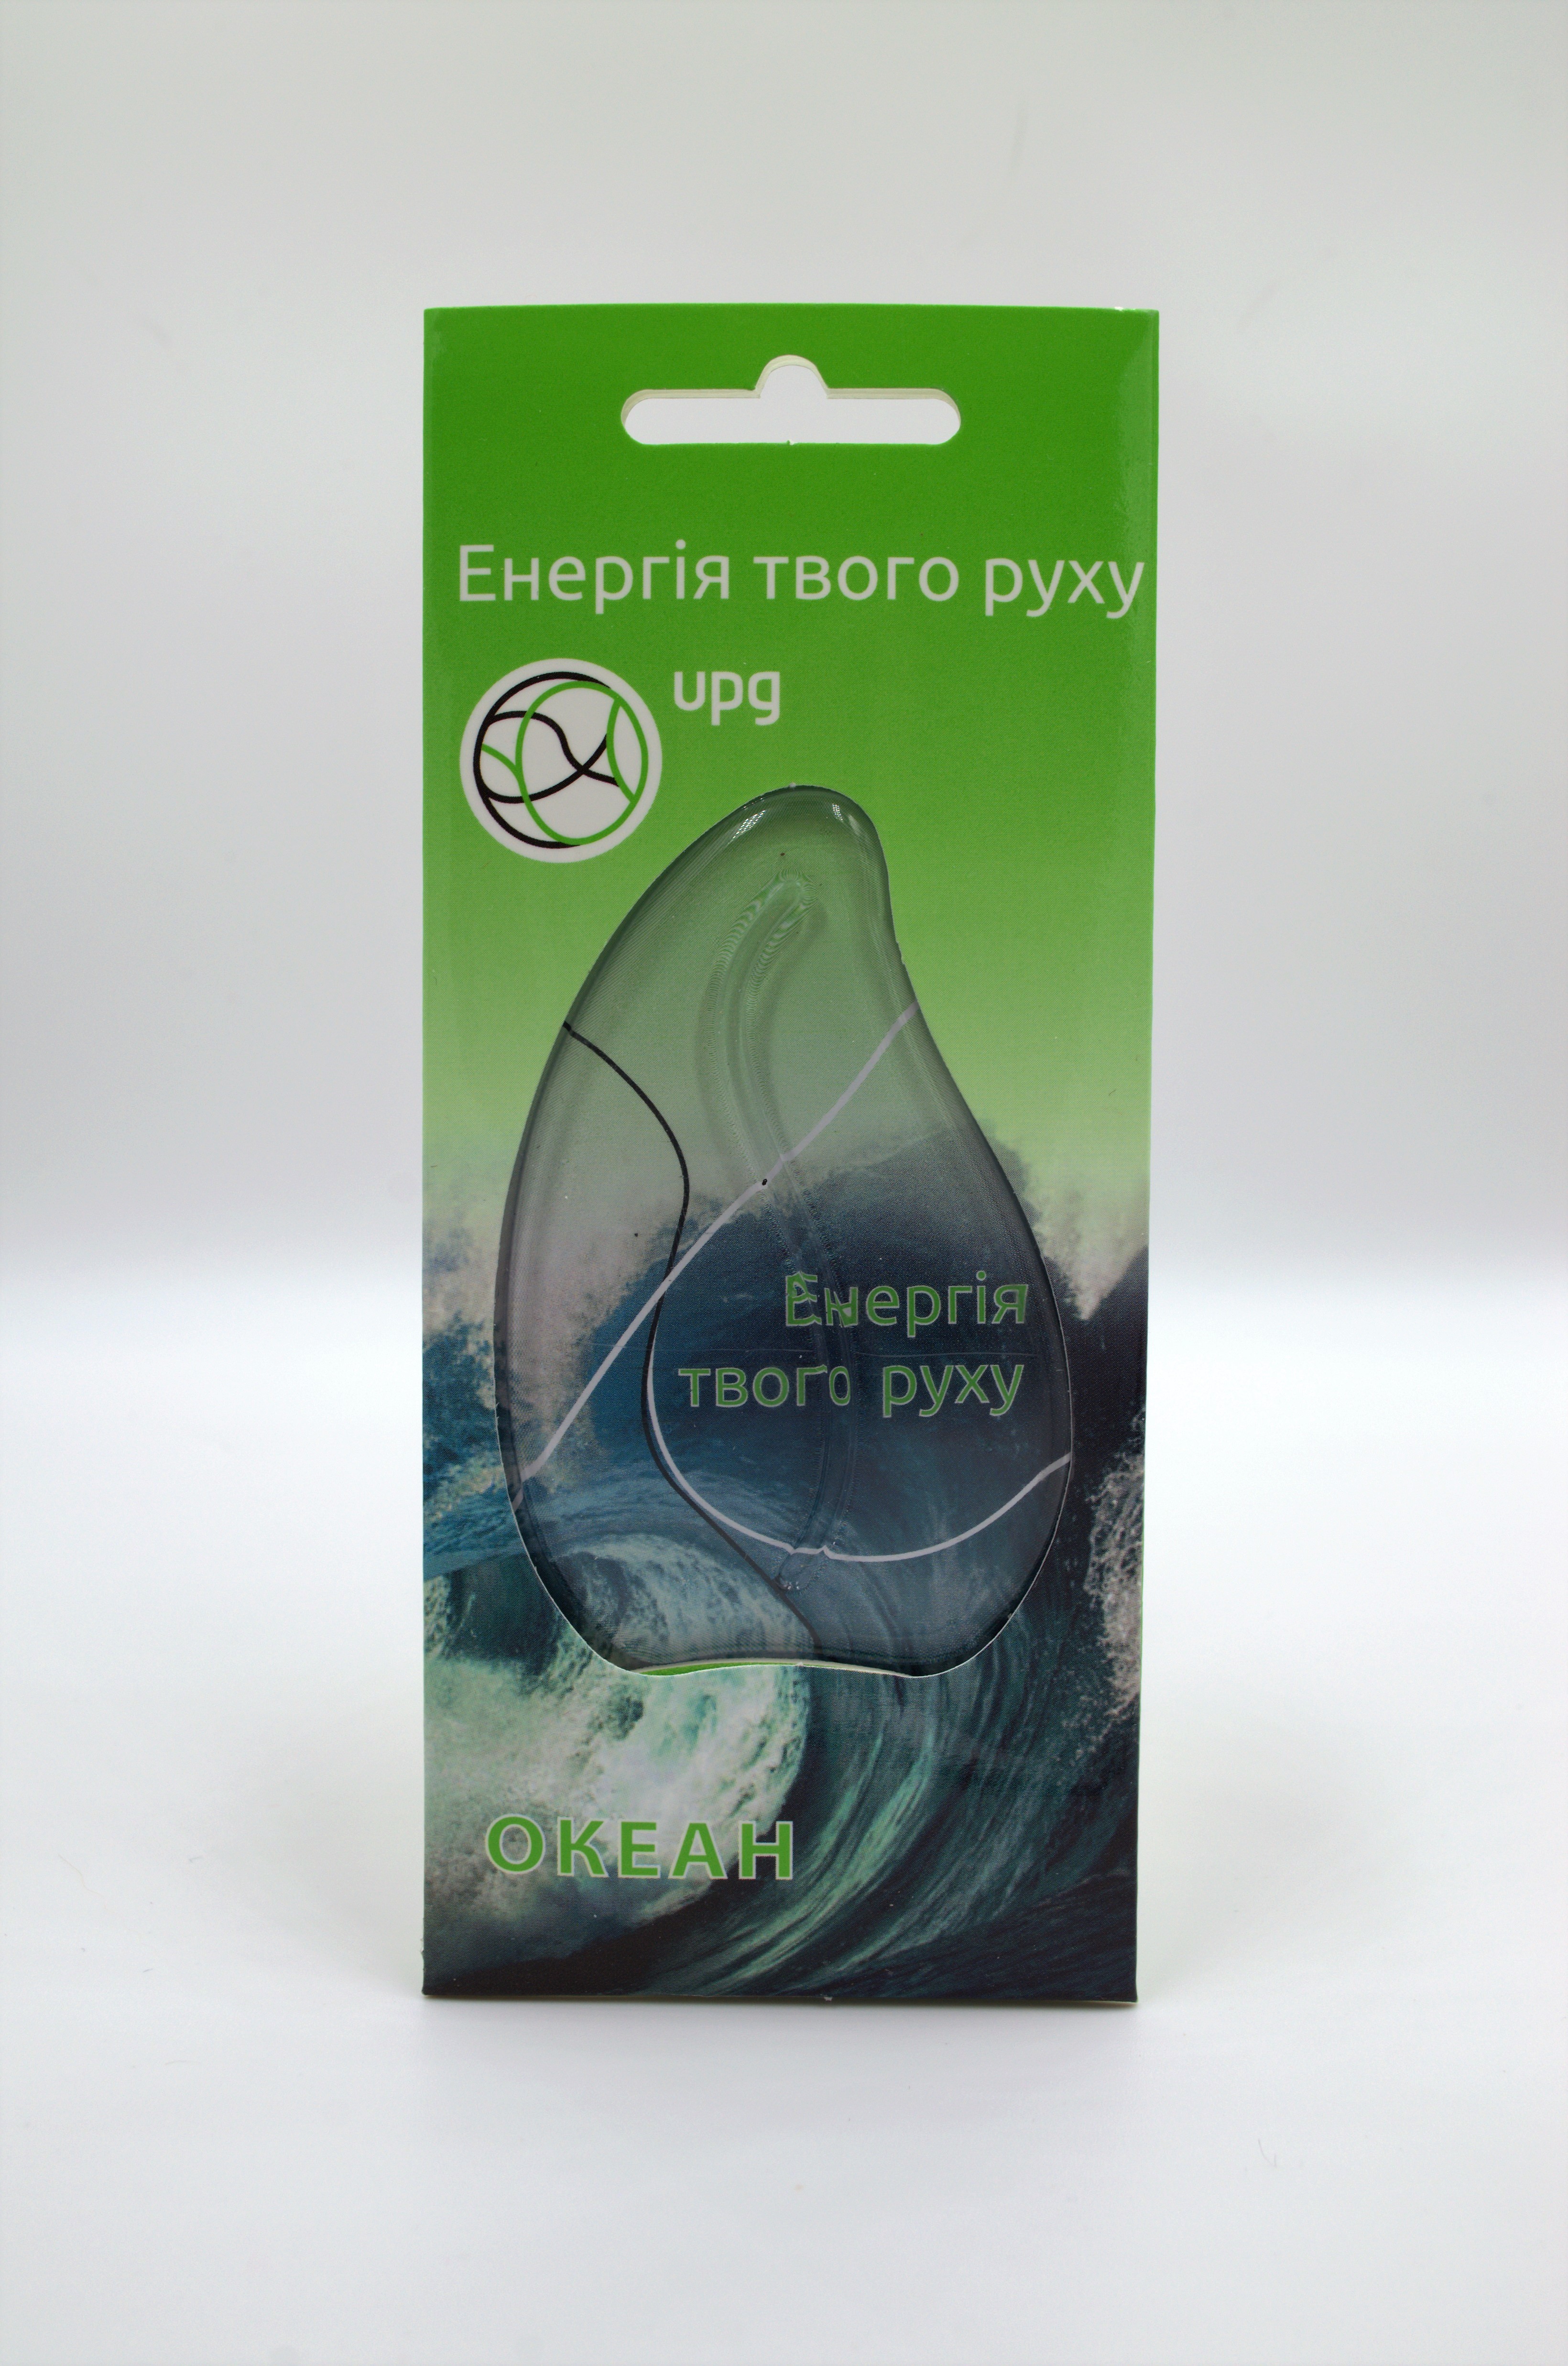 Енергія твого руху
upg
Енергія
твого руху
ОКЕАН